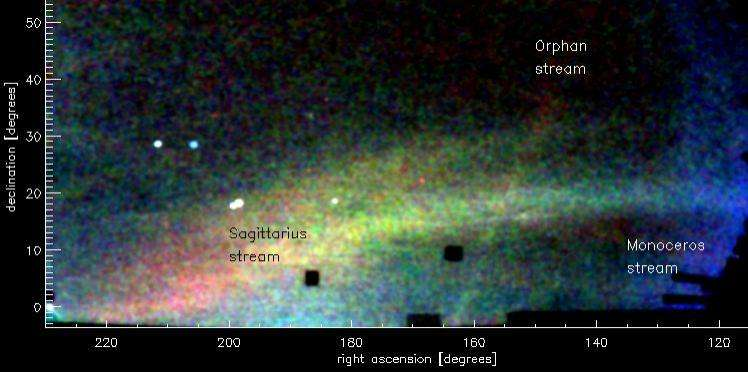 50
Orphan
stream
40
30
20
Sagittarius
stream
10
Monoceros
stream
0
declination [degrees]
220 200 180 160 140 120
right ascension [degrees]